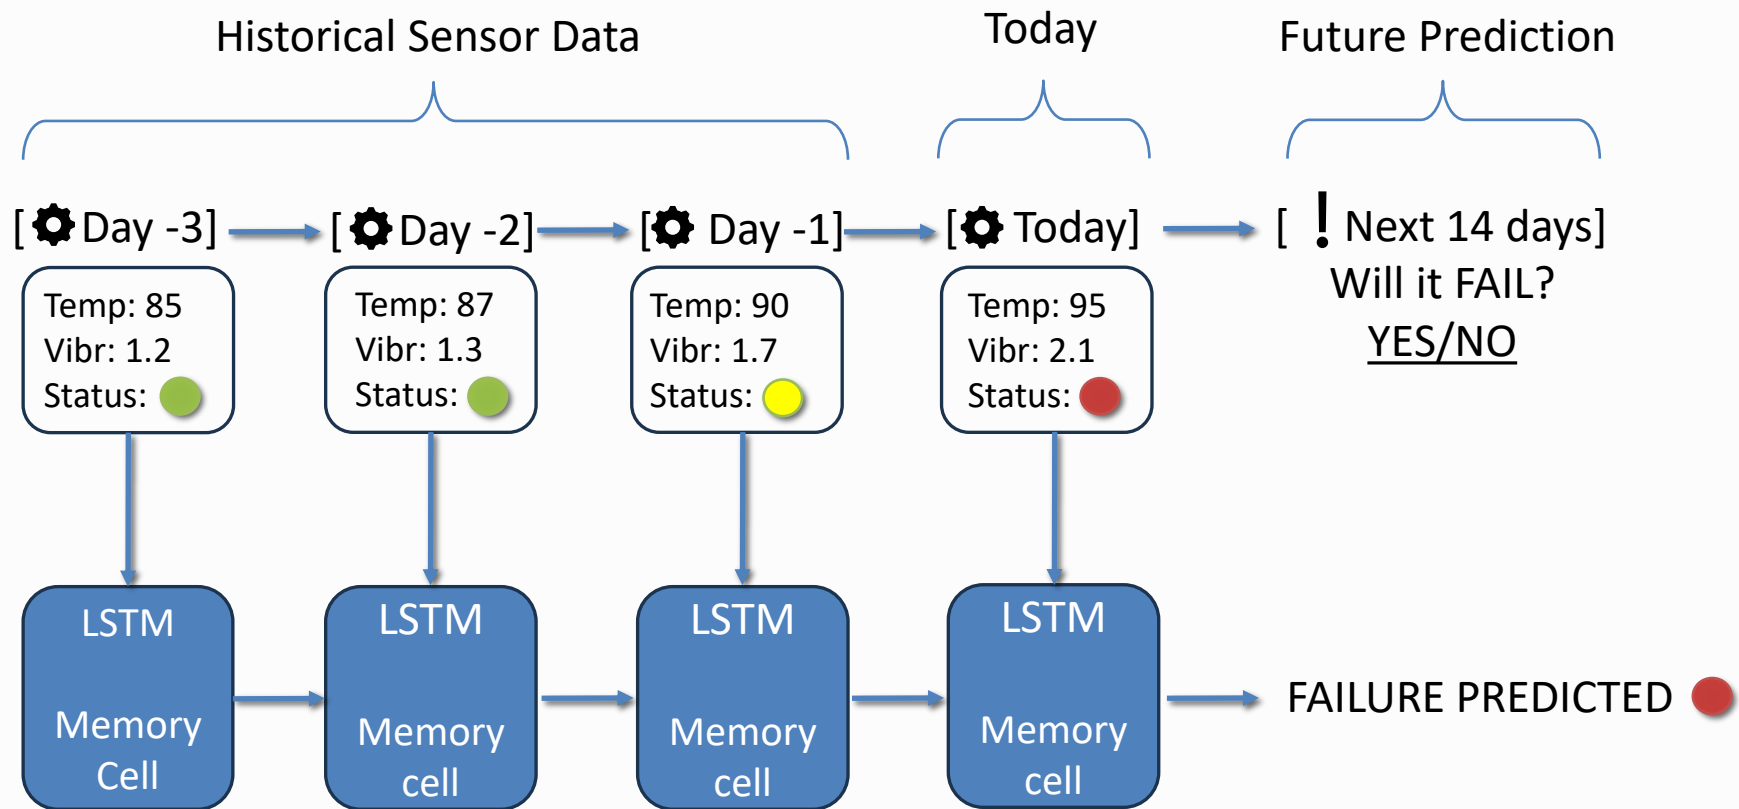 Historical Sensor Data
Today
Future Prediction
[ Day -3]
[ Day -2]
[ Day -1]
[ Today]
[ ! Next 14 days]
Will it FAIL?
YES/NO
Temp: 85
Vibr: 1.2
Status:
Temp: 87
Vibr: 1.3
Status:
Temp: 90
Vibr: 1.7
Status:
Temp: 95
Vibr: 2.1
Status:
LSTM
Memory
Cell
LSTM
Memory
cell
LSTM
Memory
cell
LSTM
Memory
cell
FAILURE PREDICTED